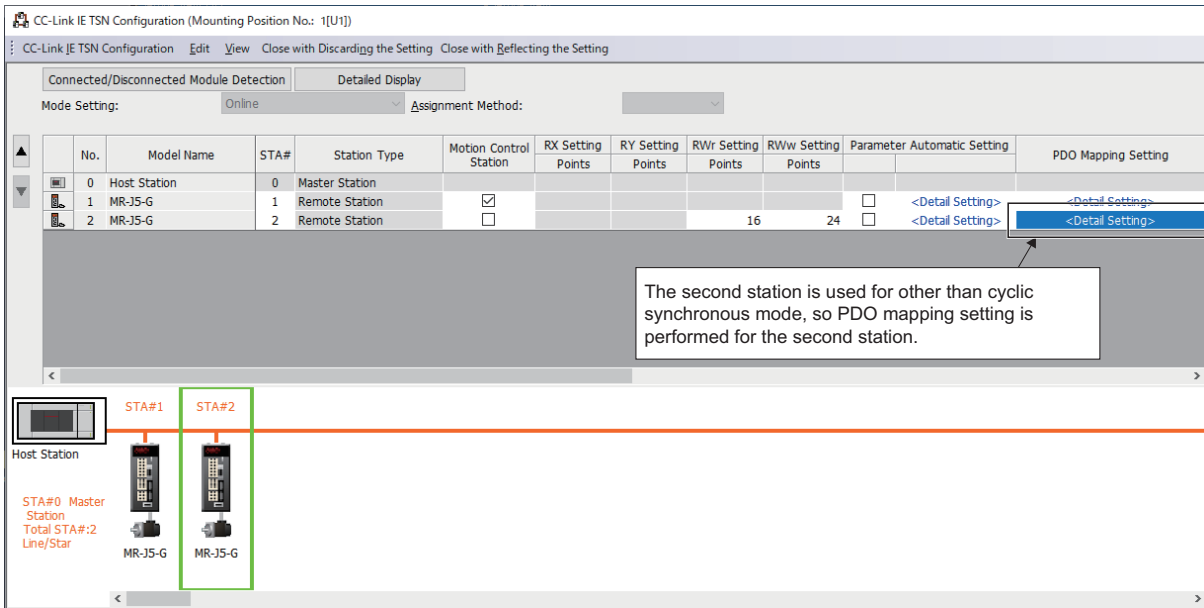 CC-Link IE TSN Configuration (Mounting Position No.: 1[U1])
CC-Link IE TSN Configuration Edit View Close with Discarding the Setting Close with Reflecting the Setting
Connected/Disconnected Module Detection Detailed Display
Mode Setting: Online Assignment Method:
No. Model Name STA# Station Type Motion Control Station RX Setting RY Setting RWr Setting RWw Setting Parameter Automatic Setting PDO Mapping Setting
Points Points Points Points
0 Host Station 0 Master Station
1 MR-J5-G 1 Remote Station <Detail Setting> <Detail Setting>
2 MR-J5-G 2 Remote Station 16 24 <Detail Setting> <Detail Setting>
The second station is used for other than cyclic
synchronous mode, so PDO mapping setting is
performed for the second station.
STA#1 STA#2
Host Station
STA#0 Master
Station
Total STA#:2
Line/Star
MR-J5-G MR-J5-G